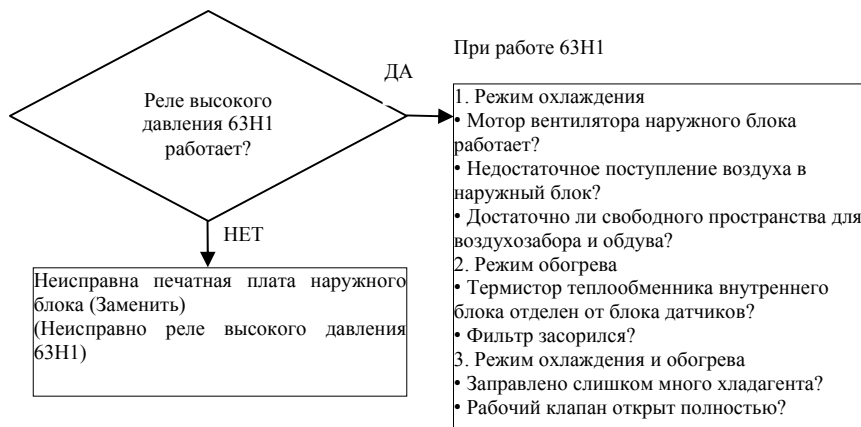 Реле высокого
давления 63H1
работает?
ДА
НЕТ
Неисправна печатная плата наружного
блока (Заменить)
(Неисправно реле высокого давления
63H1)
При работе 63H1
1. Режим охлаждения
• Мотор вентилятора наружного блока
работает?
• Недостаточное поступление воздуха в
наружный блок?
• Достаточно ли свободного пространства для
воздухозабора и обдува?
2. Режим обогрева
• Термистор теплообменника внутреннего
блока отделен от блока датчиков?
• Фильтр засорился?
3. Режим охлаждения и обогрева
• Заправлено слишком много хладагента?
• Рабочий клапан открыт полностью?